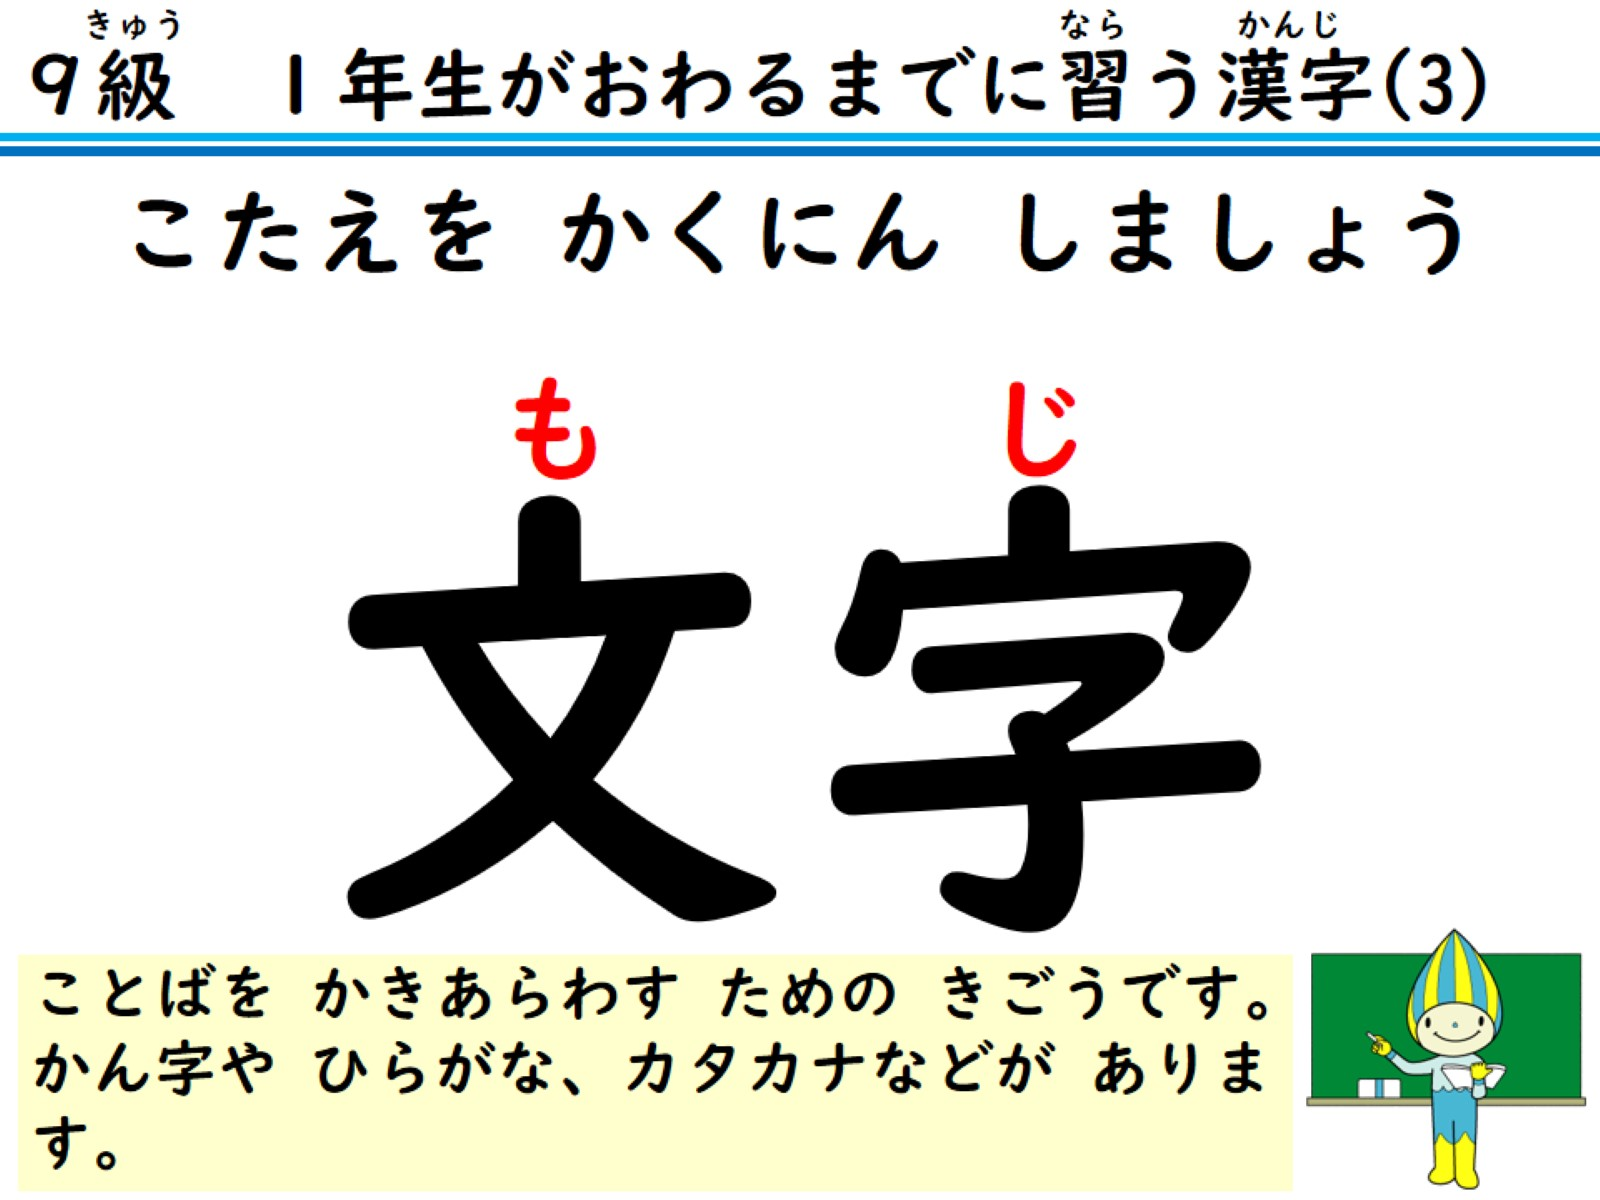 きゅう なら かんじ
9級 1年生がおわるまでに習う漢字(3)
こたえを かくにん しましょう
も じ
文字
ことばを かきあらわす ための きごうです。
かん字や ひらがな、カタカナなどが ありま
す。